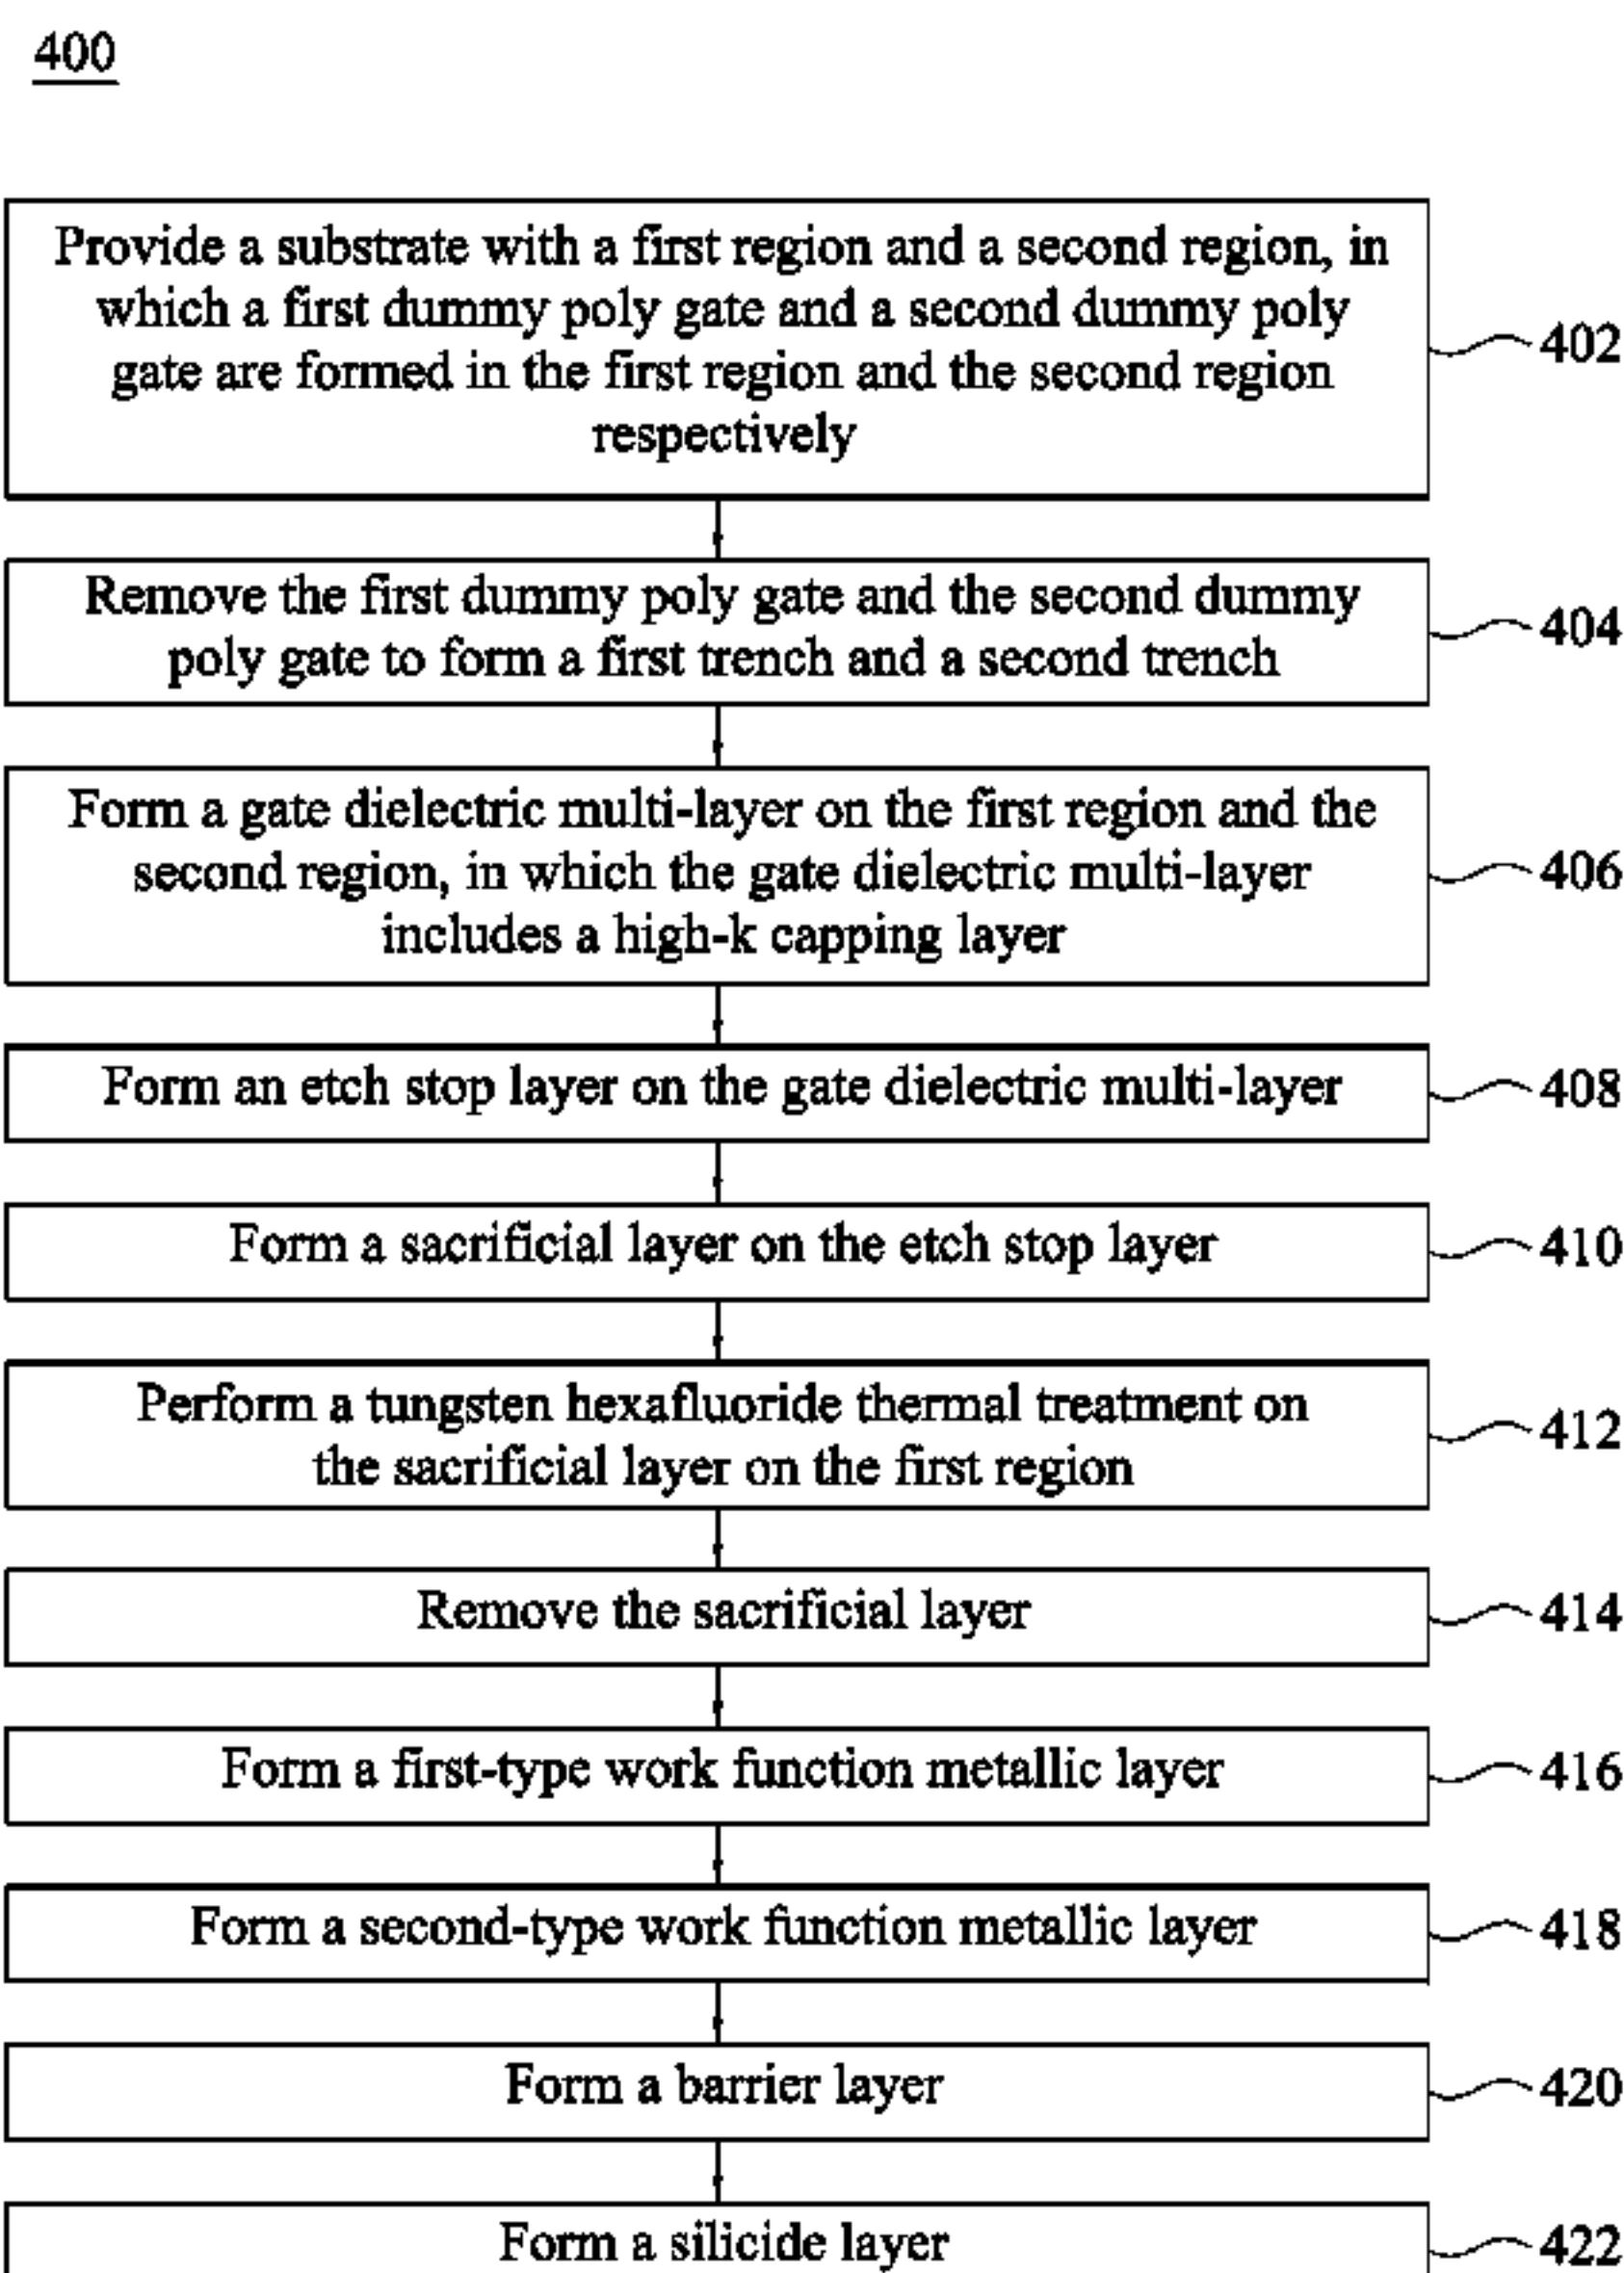 400
Provide a substrate with a first region and a second region, in
which a first dummy poly gate and a second dummy poly
gate are formed in the first region and the second region
respectively
402
Remove the first dummy poly gate and the second dummy
poly gate to form a first trench and a second trench
404
Form a gate dielectric multi-layer on the first region and the
second region, in which the gate dielectric multi-layer
includes a high-k capping layer
406
Form an etch stop layer on the gate dielectric multi-layer
408
Form a sacrificial layer on the etch stop layer
410
Perform a tungsten hexafluoride thermal treatment on
the sacrificial layer on the first region
412
Remove the sacrificial layer
414
Form a first-type work function metallic layer
416
Form a second-type work function metallic layer
418
Form a barrier layer
420
Form a silicide layer
422